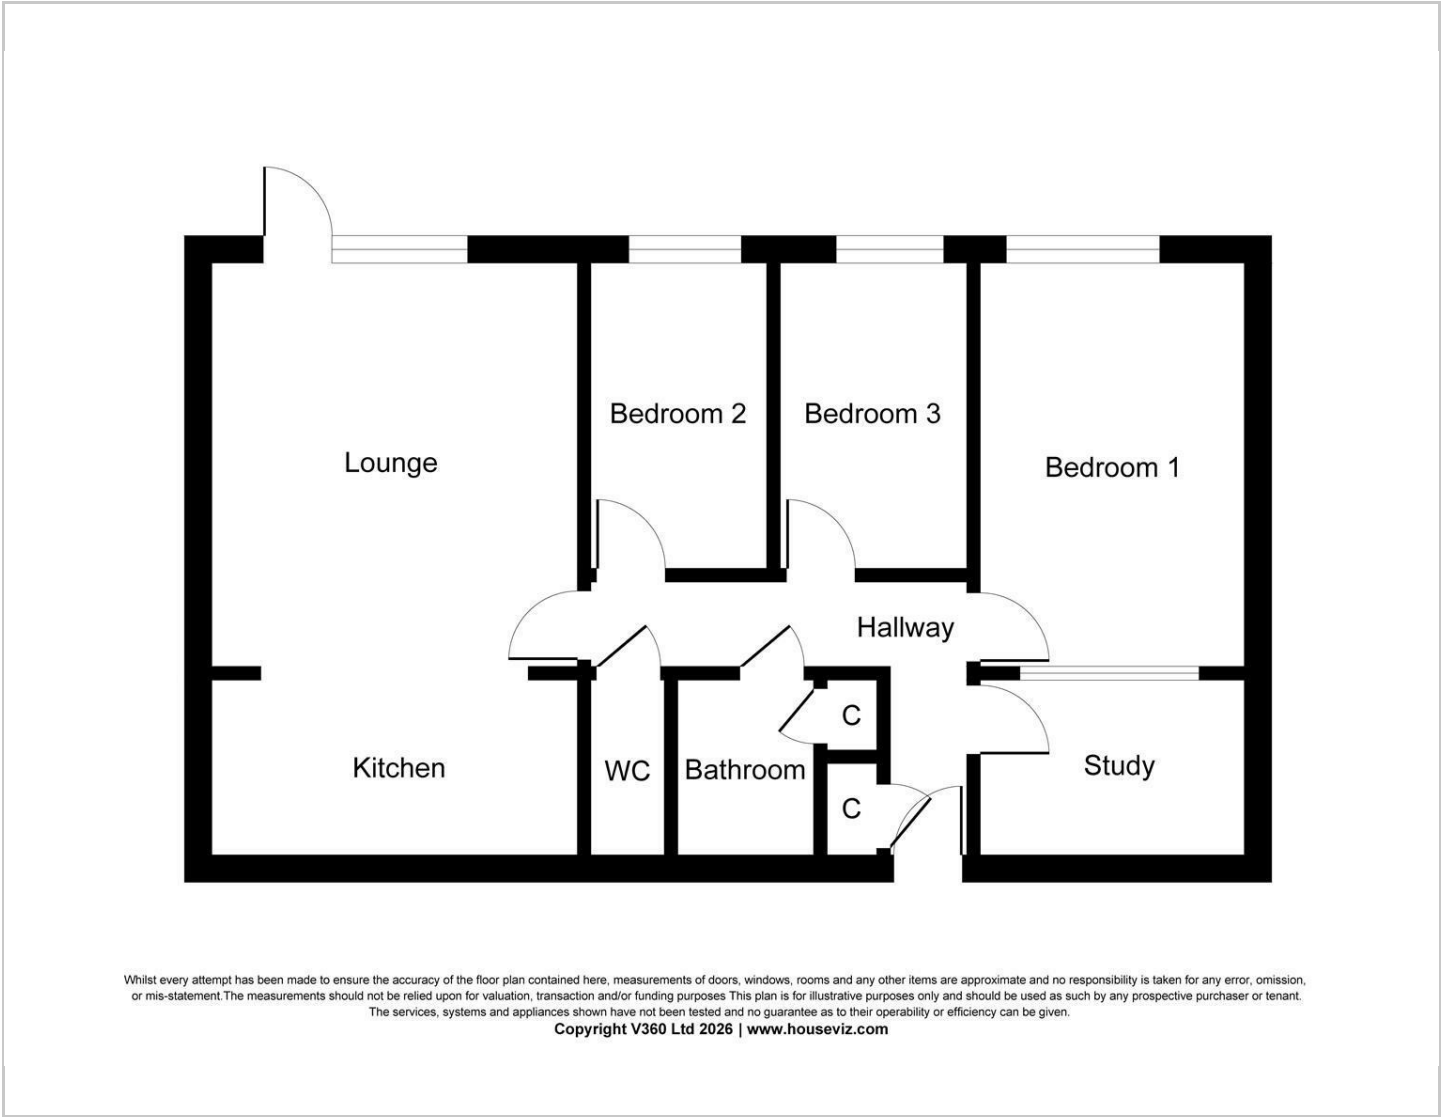 Bedroom 2
Bedroom 3
Lounge
Bedroom 1
Hallway
C
Kitchen
WC
Bathroom
Study
C
Whilst every attempt has been made to ensure the accuracy of the floor plan contained here, measurements of doors, windows, rooms and any other items are approximate and no responsibility is taken for any error, omission,
or mis-statement.The measurements should not be relied upon for valuation, transaction and/or funding purposes This plan is for illustrative purposes only and should be used as such by any prospective purchaser or tenant.
The services, systems and appliances shown have not been tested and no guarantee as to their operability or efficiency can be given.
Copyright V360 Ltd 2026 | www.houseviz.com